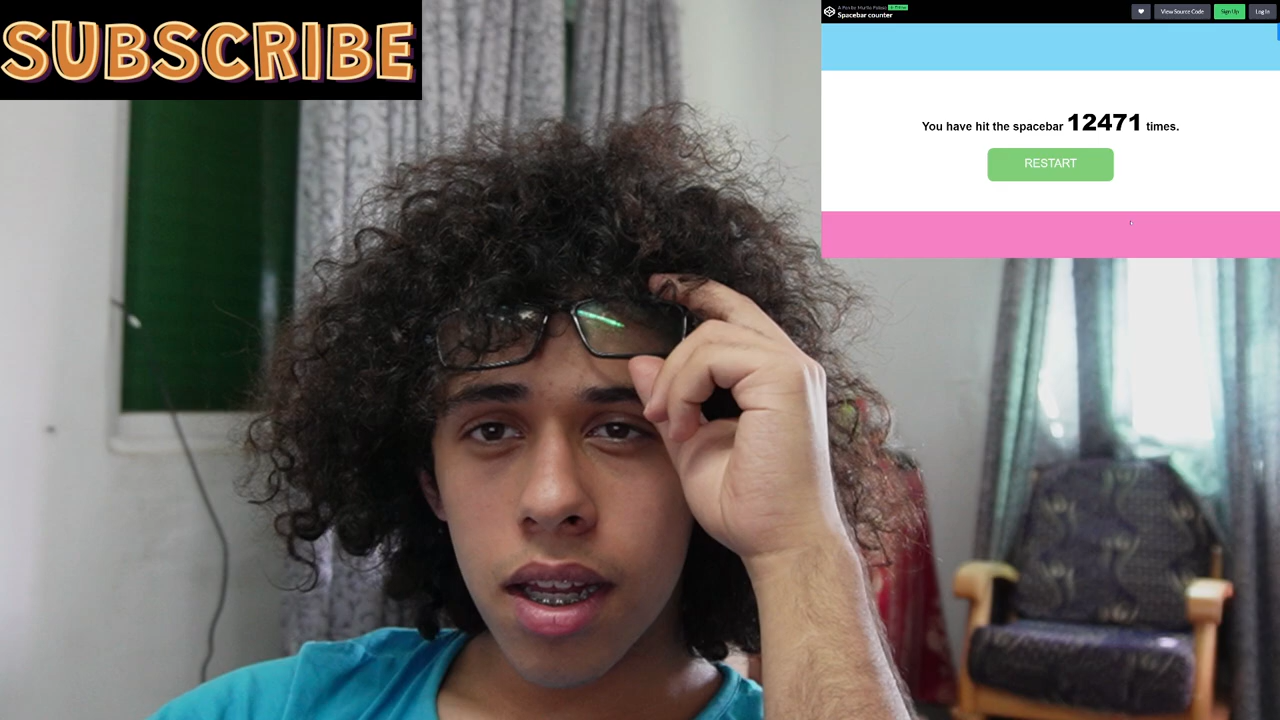 SUBSCRIBE
Spacebar counter
View Source Code
Sign Up
Log In
You have hit the spacebar 12471 times.
RESTART